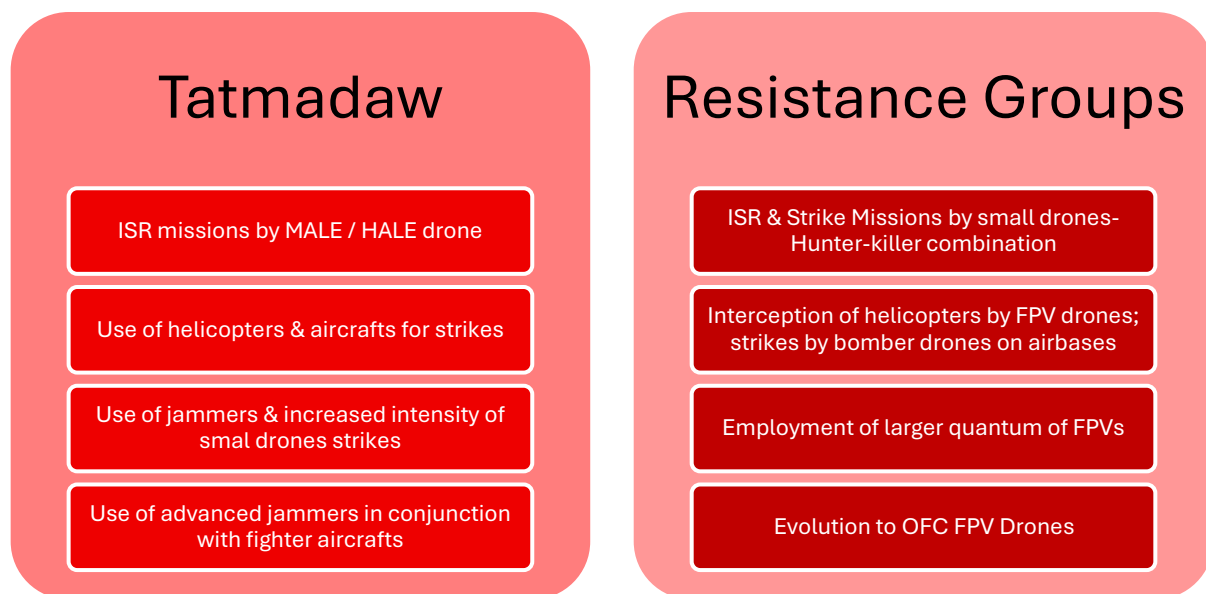 Tatmadaw
ISR missions by MALE / HALE drone
Use of helicopters & aircrafts for strikes
Use of jammers & increased intensity of
smal drones strikes
Use of advanced jammers in conjunction
with fighter aircrafts
Resistance Groups
ISR & Strike Missions by small drones-
Hunter-killer combination
Interception of helicopters by FPV drones;
strikes by bomber drones on airbases
Employment of larger quantum of FPVs
Evolution to OFC FPV Drones